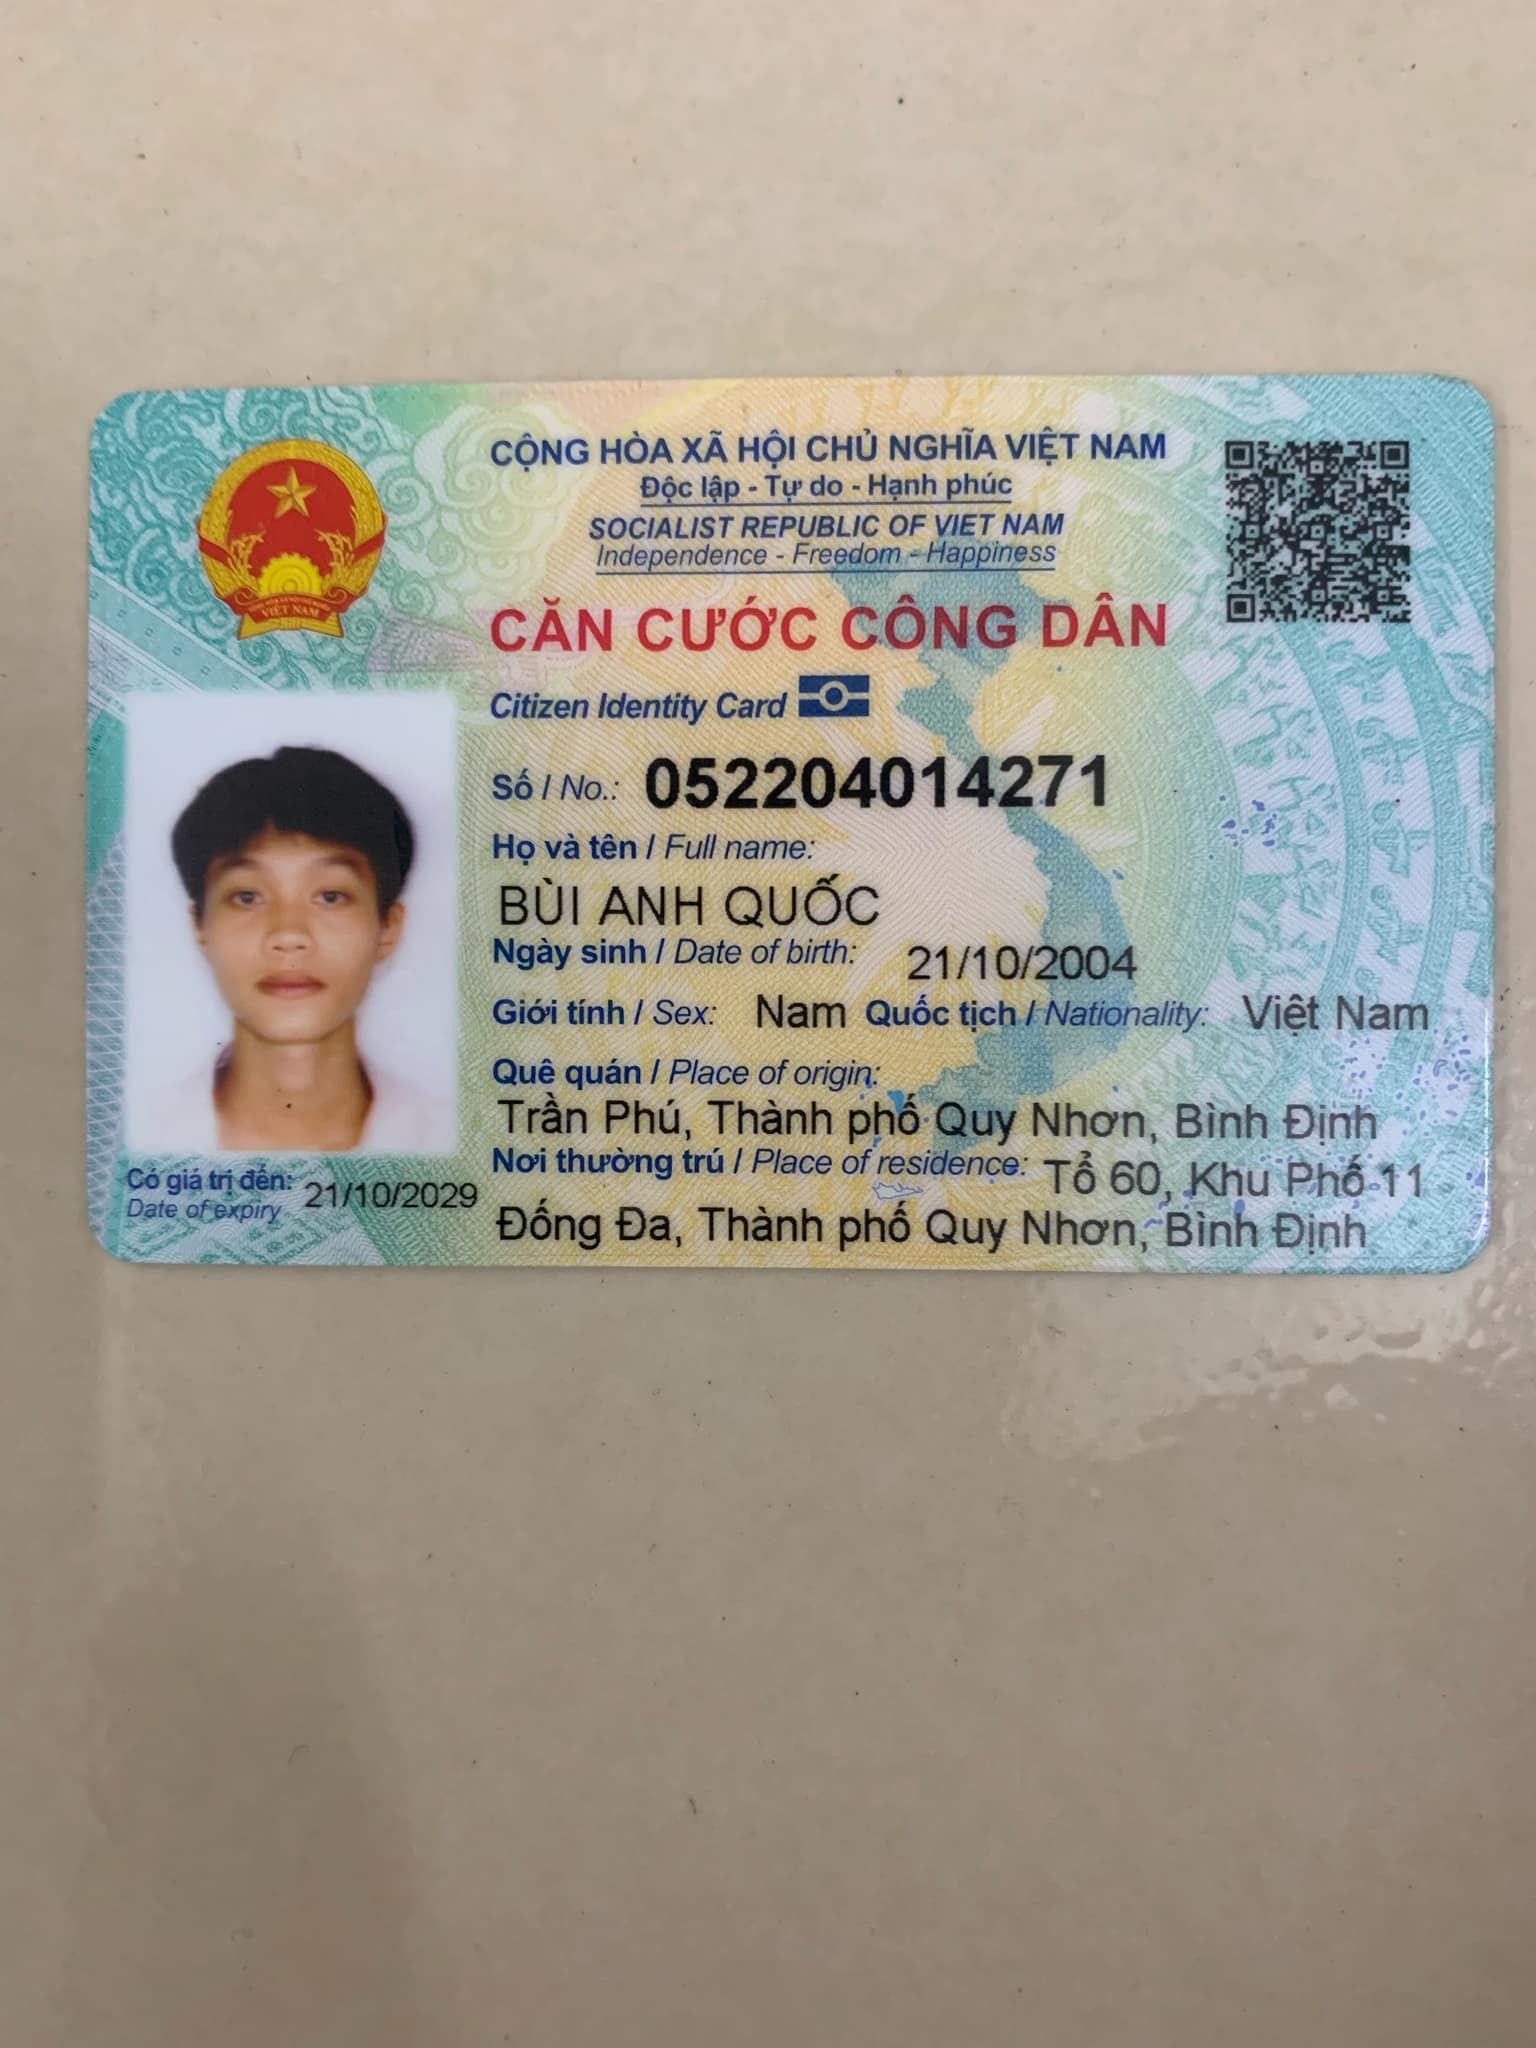 CỘNG HÒA XÃ HỘI CHỦ NGHĨA VIỆT NAM
Độc lập - Tự do - Hạnh phúc
SOCIALIST REPUBLIC OF VIET NAM
Independence - Freedom - Happiness
CĂN CƯỚC CÔNG DÂN
Citizen Identity Card
Số / No.: 052204014271
Họ và tên / Full name:
BÙI ANH QUỐC
Ngày sinh / Date of birth: 21/10/2004
Giới tính / Sex: Nam Quốc tịch / Nationality: Việt Nam
Quê quán / Place of origin:
Trần Phú, Thành phố Quy Nhơn, Bình Định
Nơi thường trú / Place of residence: Tổ 60, Khu Phố 11
Đống Đa, Thành phố Quy Nhơn, Bình Định
Có giá trị đến: 21/10/2029
Date of expiry
VIỆT NAM